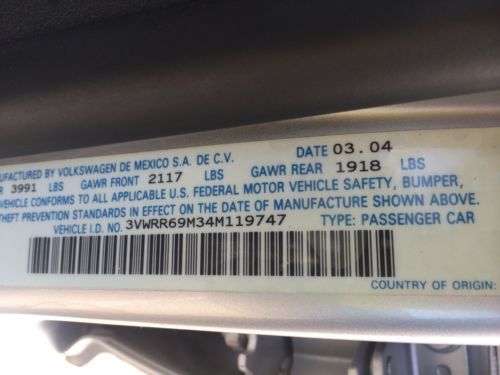 MANUFACTURED BY VOLKSWAGEN DE MEXICO S.A. DE C.V. DATE 03.04
3991 LBS GAWR FRONT 2117 LBS GAWR REAR 1918 LBS
VEHICLE CONFORMS TO ALL APPLICABLE U.S. FEDERAL MOTOR VEHICLE SAFETY, BUMPER,
THEFT PREVENTION STANDARDS IN EFFECT ON THE DATE OF MANUFACTURE SHOWN ABOVE.
VEHICLE I.D. NO. 3VWRR69M34M119747 TYPE: PASSENGER CAR
COUNTRY OF ORIGIN: